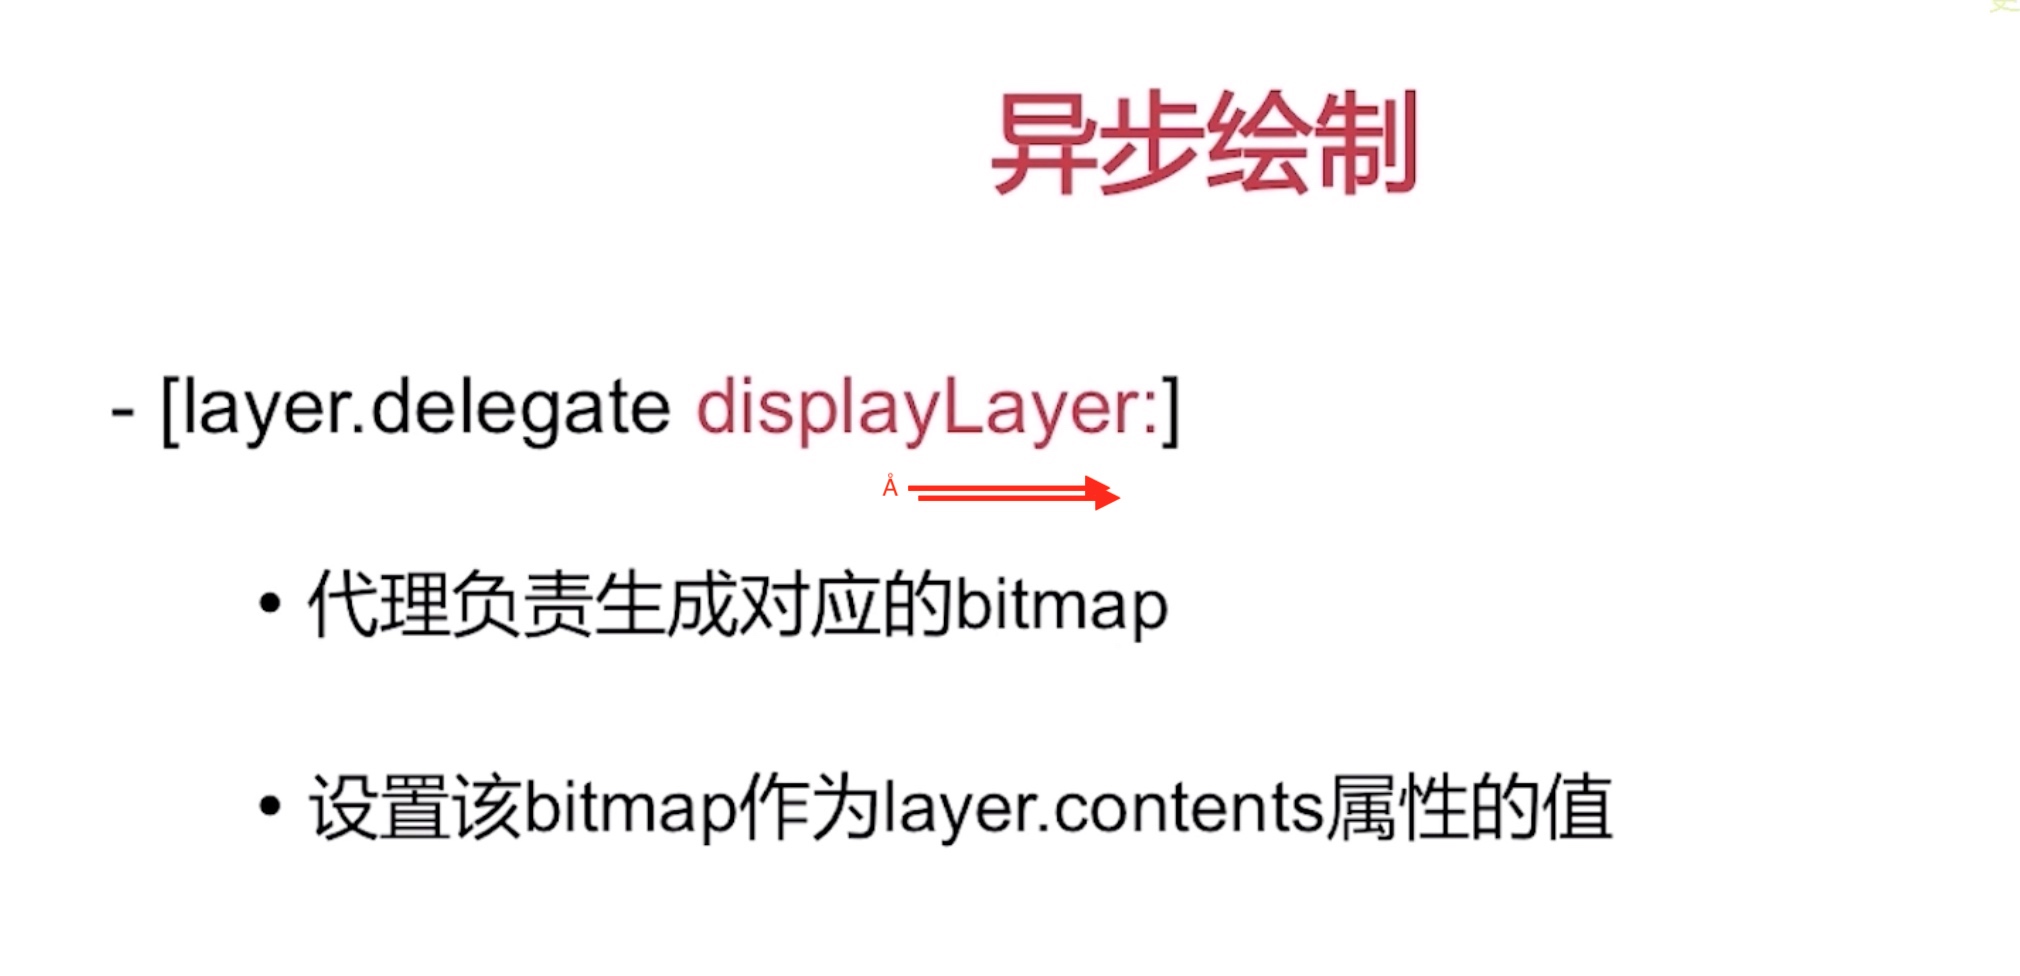 异步绘制
- [layer.delegate displayLayer:]
Å
• 代理负责生成对应的bitmap
• 设置该bitmap作为layer.contents属性的值